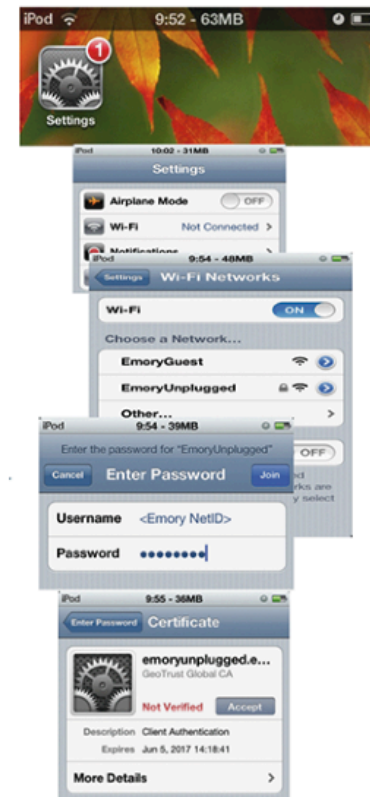 iPod 9:52 - 63MB
1
Settings
iPod 10:02 - 31MB
Settings
Airplane Mode OFF
Wi-Fi Not Connected >
Notifications
iPod 9:54 - 48MB
Settings Wi-Fi Networks
Wi-Fi ON
Choose a Network...
EmoryGuest
EmoryUnplugged
Other... >
OFF
iPod 9:54 - 39MB
Enter the password for "EmoryUnplugged"
Cancel Enter Password Join
Username <Emory NetID>
Password ••••••••
rks are
y select
iPod 9:55 - 36MB
Enter Password Certificate
emoryunplugged.e...
GeoTrust Global CA
Not Verified Accept
Description Client Authentication
Expires Jun 5, 2017 14:18:41
More Details >